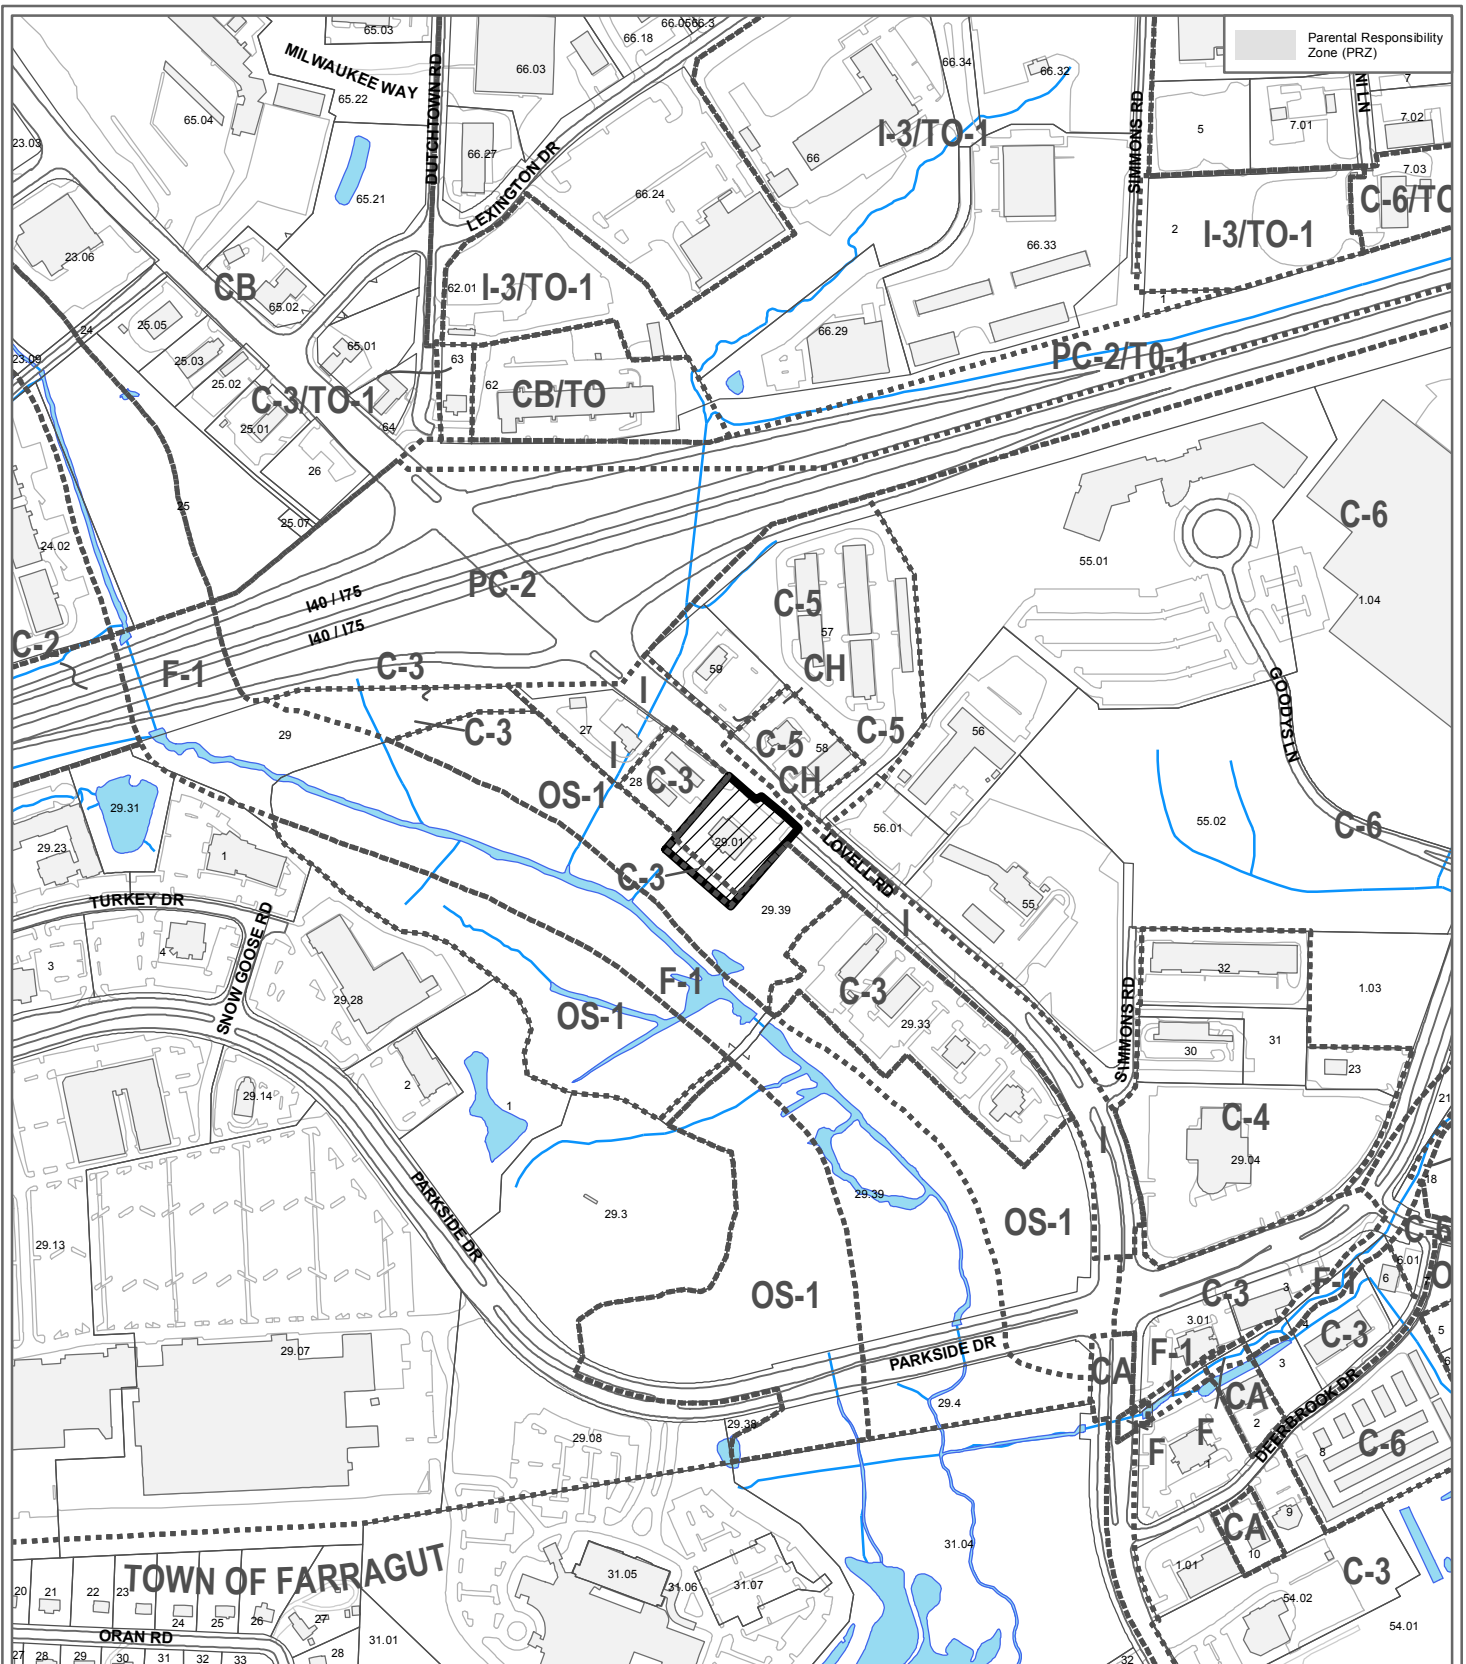 65.03
66.18
66.05
66.3
Parental Responsibility
Zone (PRZ)
MILWAUKEE WAY
66.03
66.34
66.32
65.22
DUTCHTOWN RD
SIMMONS RD
NI LN
7
65.04
I-3/TO-1
5
7.01
7.02
23.03
66.27
66
LEXINGTON DR
7.03
65.21
66.24
C-6/TO
2
I-3/TO-1
66.33
23.06
CB
62.01
I-3/TO-1
65.02
1
24
25.05
66.29
65.01
23.09
25.03
63
PC-2/T0-1
25.02
62
CB/TO
C-3/TO-1
25.01
64
26
25
25.07
C-6
24.02
55.01
PC-2
I40 / I75
C-5
1.04
I40 / I75
57
C-2
F-1
C-3
59
CH
I
GOODYS LN
29
C-3
27
C-5
58
C-5
56
I
28
C-3
CH
OS-1
29.31
29.01
56.01
55.02
C-6
29.23
1
LOVELL RD
C-3
TURKEY DR
29.39
55
I
SNOW GOOSE RD
4
3
32
F-1
C-3
1.03
29.28
OS-1
29.33
SIMMONS RD
31
30
23
2
29.14
1
21
C-4
I
29.04
18
PARKSIDE DR
29.39
29.3
OS-1
29.13
C-6
6.01
O
OS-1
C-3
3
F-1
6
3.01
4
C-3
5
29.07
PARKSIDE DR
F-1
CA
I
3
6
/CA
29.4
2
DEERBROOK DR
29.38
F
F
29.08
1
8
C-6
9
CA
10
31.04
TOWN OF FARRAGUT
31.05
31.06
31.07
1.01
C-3
20
21
22
23
54.02
24
25
26
27
54.01
ORAN RD
31.01
27
28
29
30
31
32
33
28
32